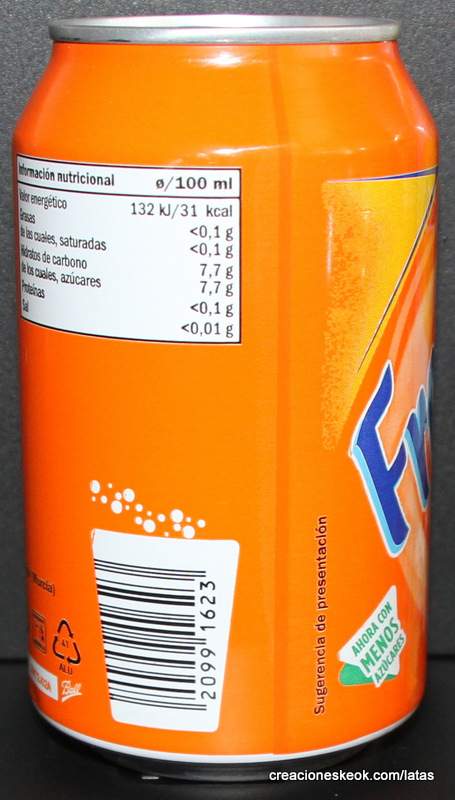 Información nutricional ø/100 ml
Valor energético 132 kJ/31 kcal
Grasas <0,1 g
de las cuales, saturadas <0,1 g
Hidratos de carbono 7,7 g
de los cuales, azúcares 7,7 g
Proteínas <0,1 g
Sal <0,01 g
Murcia)
41
ALU
Ball
2099 1623
Sugerencia de presentación
AHORA CON
MENOS
AZÚCARES
creacioneskeok.com/latas